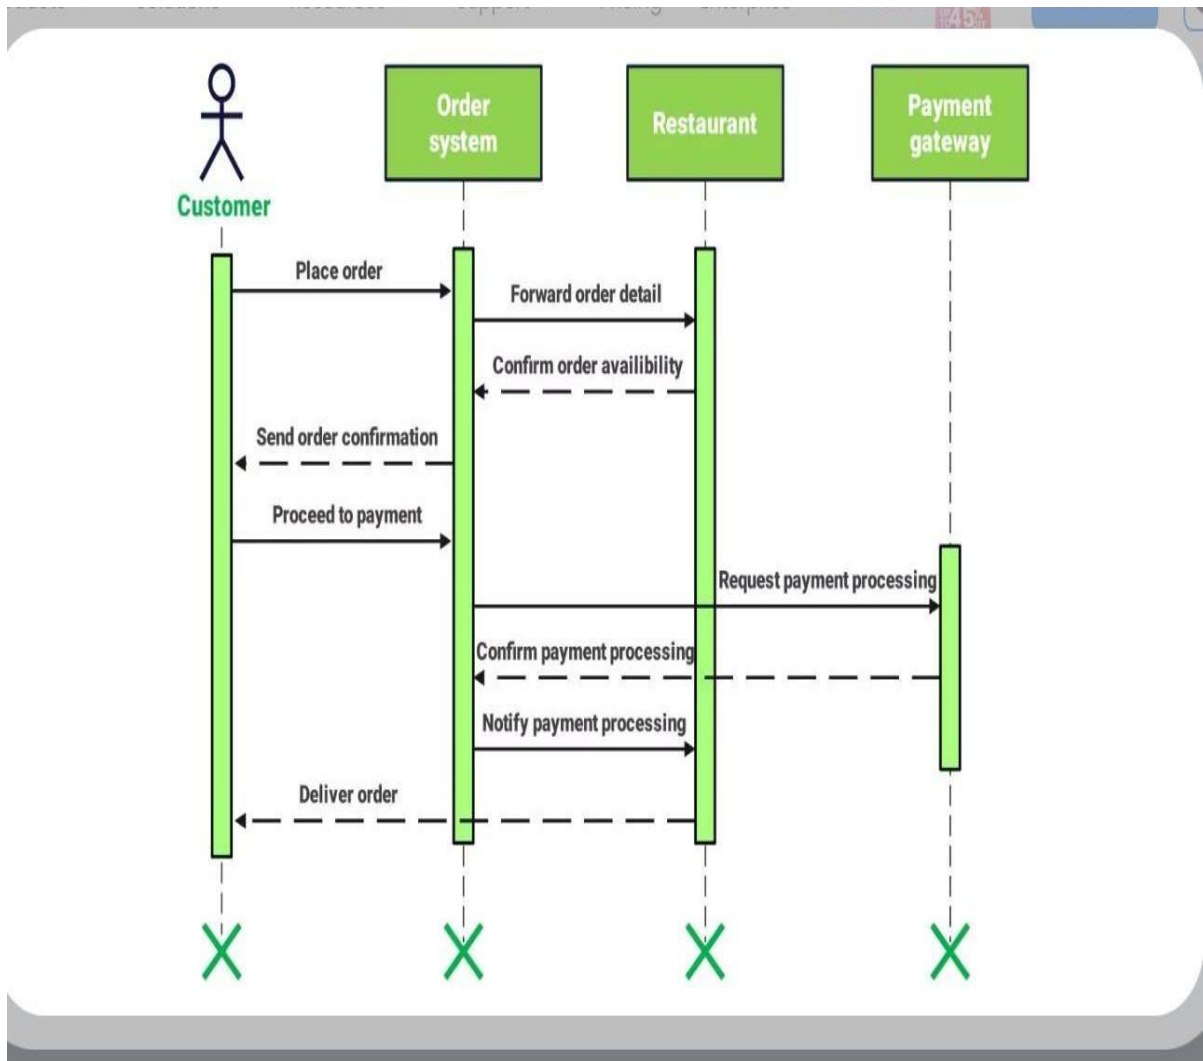 45%
Order
system
Restaurant
Payment
gateway
Customer
Place order
Forward order detail
Confirm order availibility
Send order confirmation
Proceed to payment
Request payment processing
Confirm payment processing
Notify payment processing
Deliver order